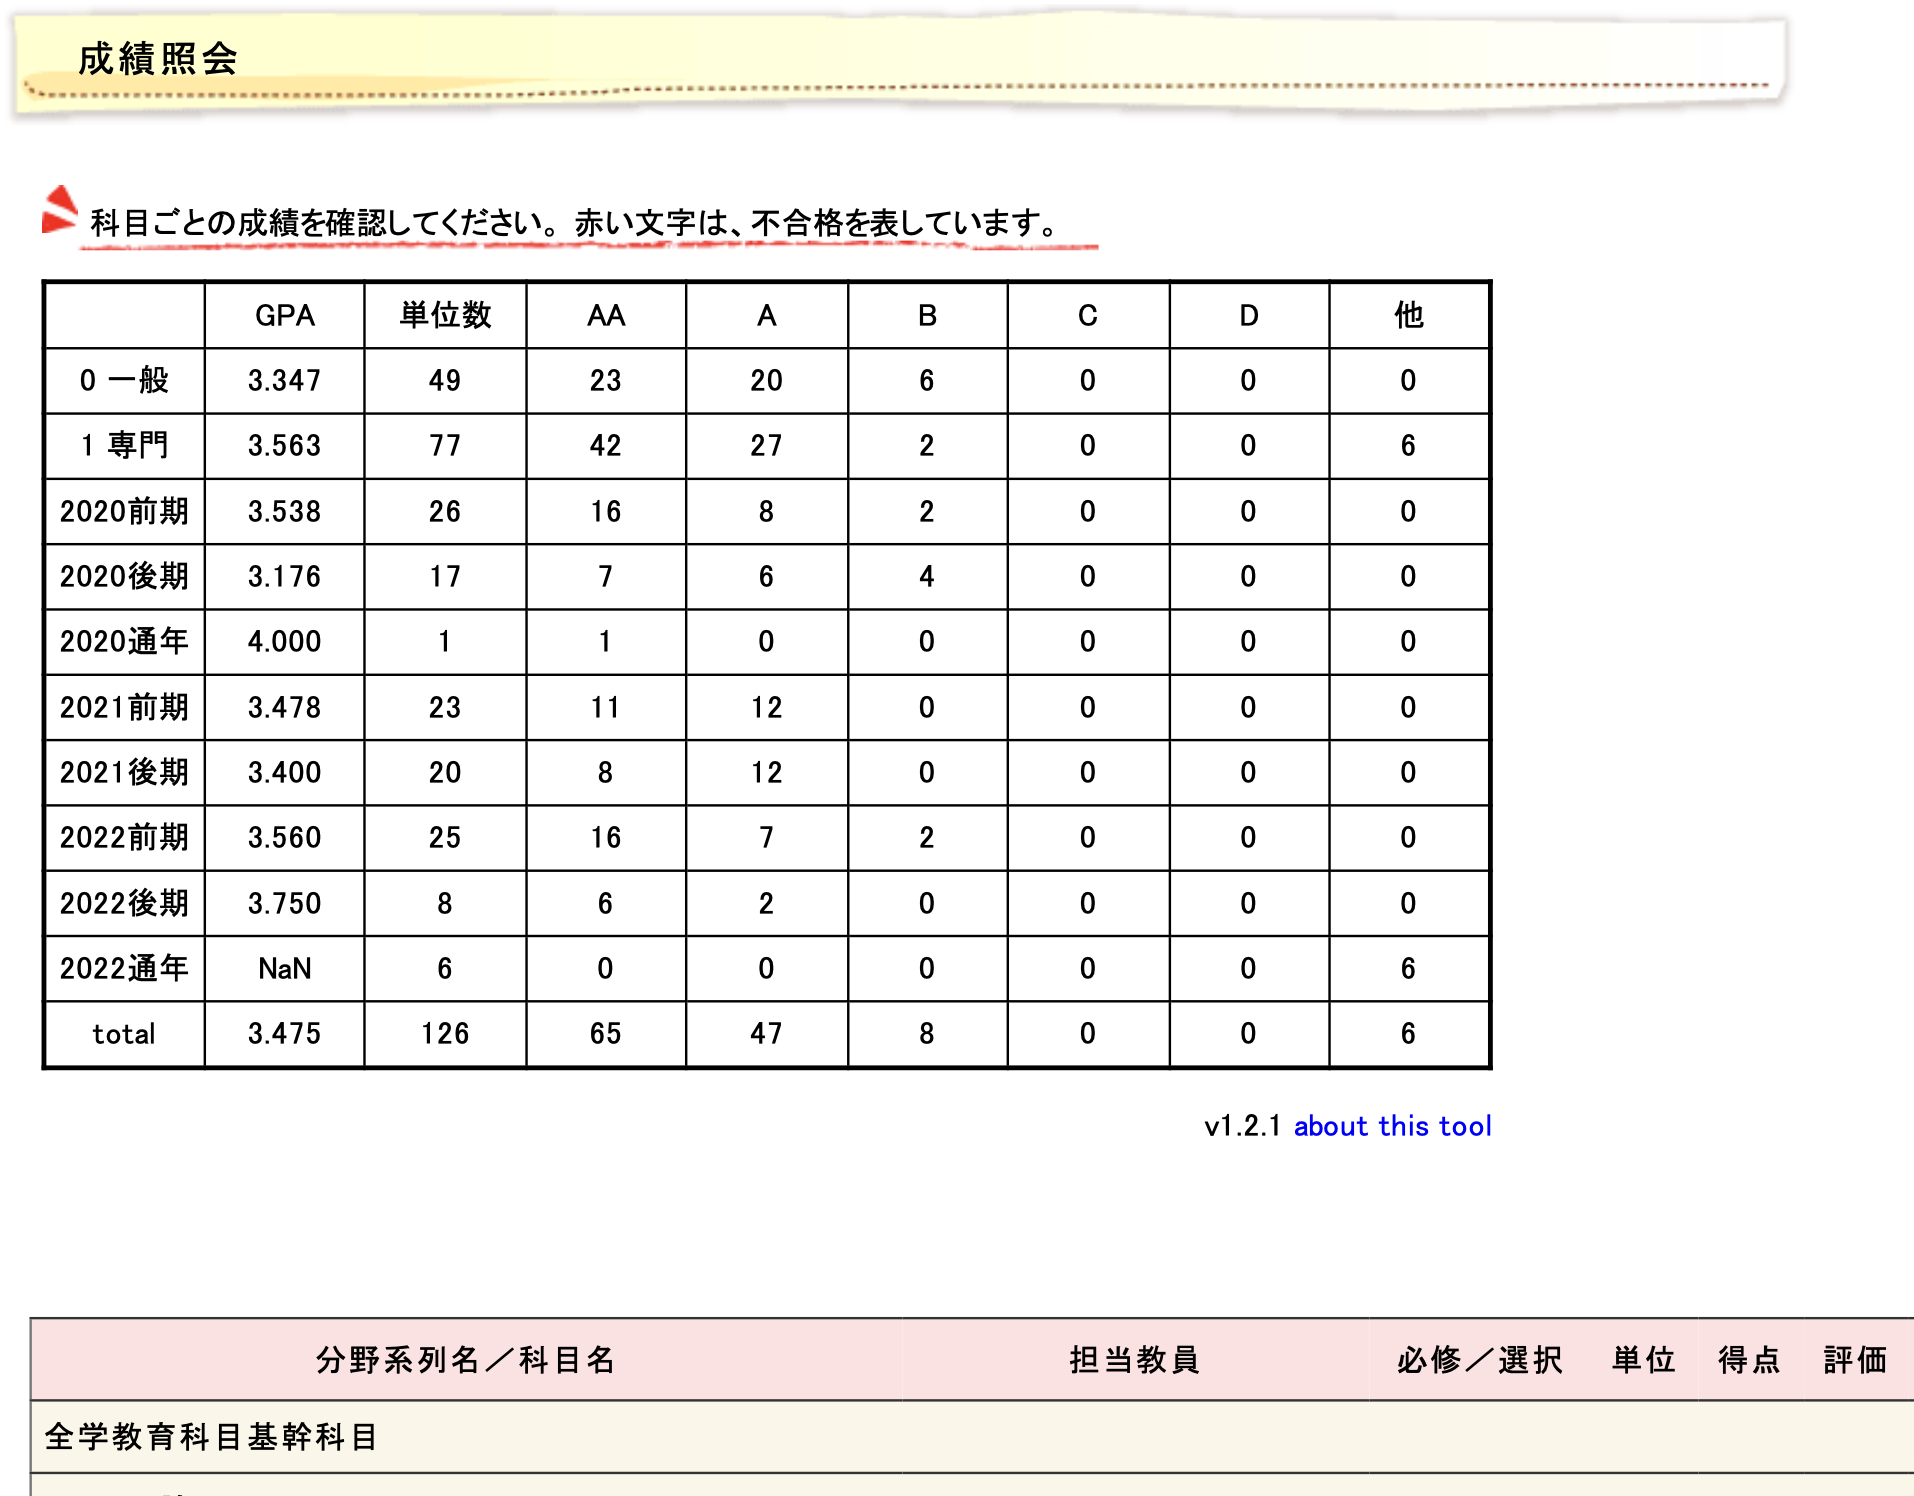 成績照会
科目ごとの成績を確認してください。赤い文字は、不合格を表しています。
GPA 単位数 AA A B C D 他
0 一般 3.347 49 23 20 6 0 0 0
1 専門 3.563 77 42 27 2 0 0 6
2020前期 3.538 26 16 8 2 0 0 0
2020後期 3.176 17 7 6 4 0 0 0
2020通年 4.000 1 1 0 0 0 0 0
2021前期 3.478 23 11 12 0 0 0 0
2021後期 3.400 20 8 12 0 0 0 0
2022前期 3.560 25 16 7 2 0 0 0
2022後期 3.750 8 6 2 0 0 0 0
2022通年 NaN 6 0 0 0 0 0 6
total 3.475 126 65 47 8 0 0 6
v1.2.1 about this tool
分野系列名／科目名 担当教員 必修／選択 単位 得点 評価
全学教育科目基幹科目